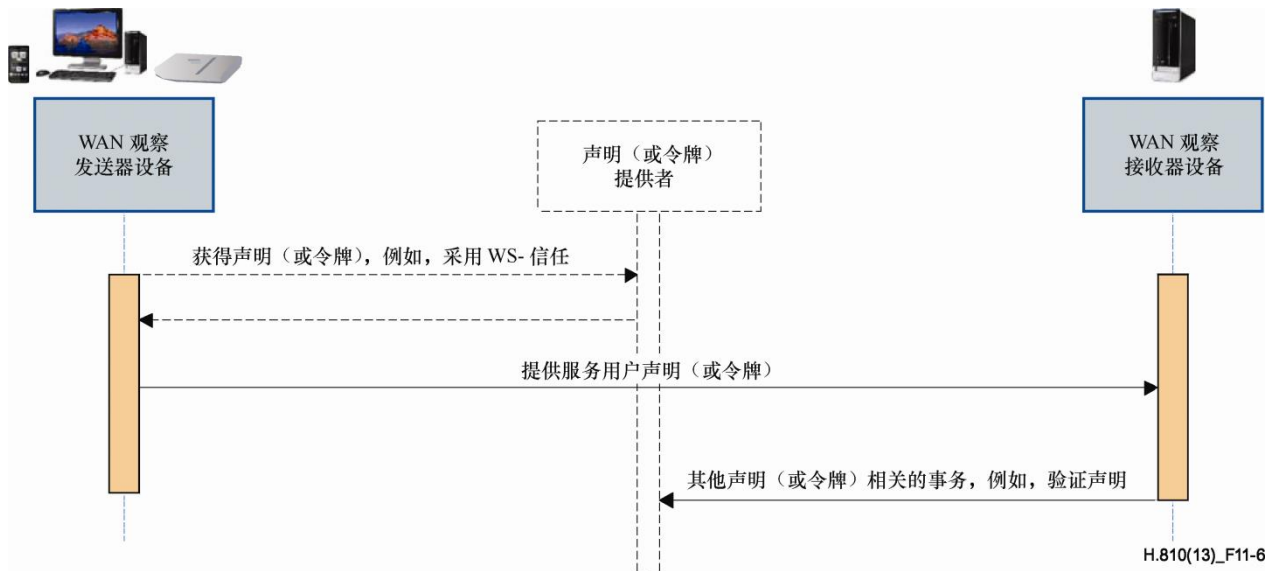 WAN 观察
发送器设备
声明（或令牌）
提供者
WAN 观察
接收器设备
获得声明（或令牌），例如，采用 WS- 信任
提供服务用户声明（或令牌）
其他声明（或令牌）相关的事务，例如，验证声明
H.810(13)_F11-6